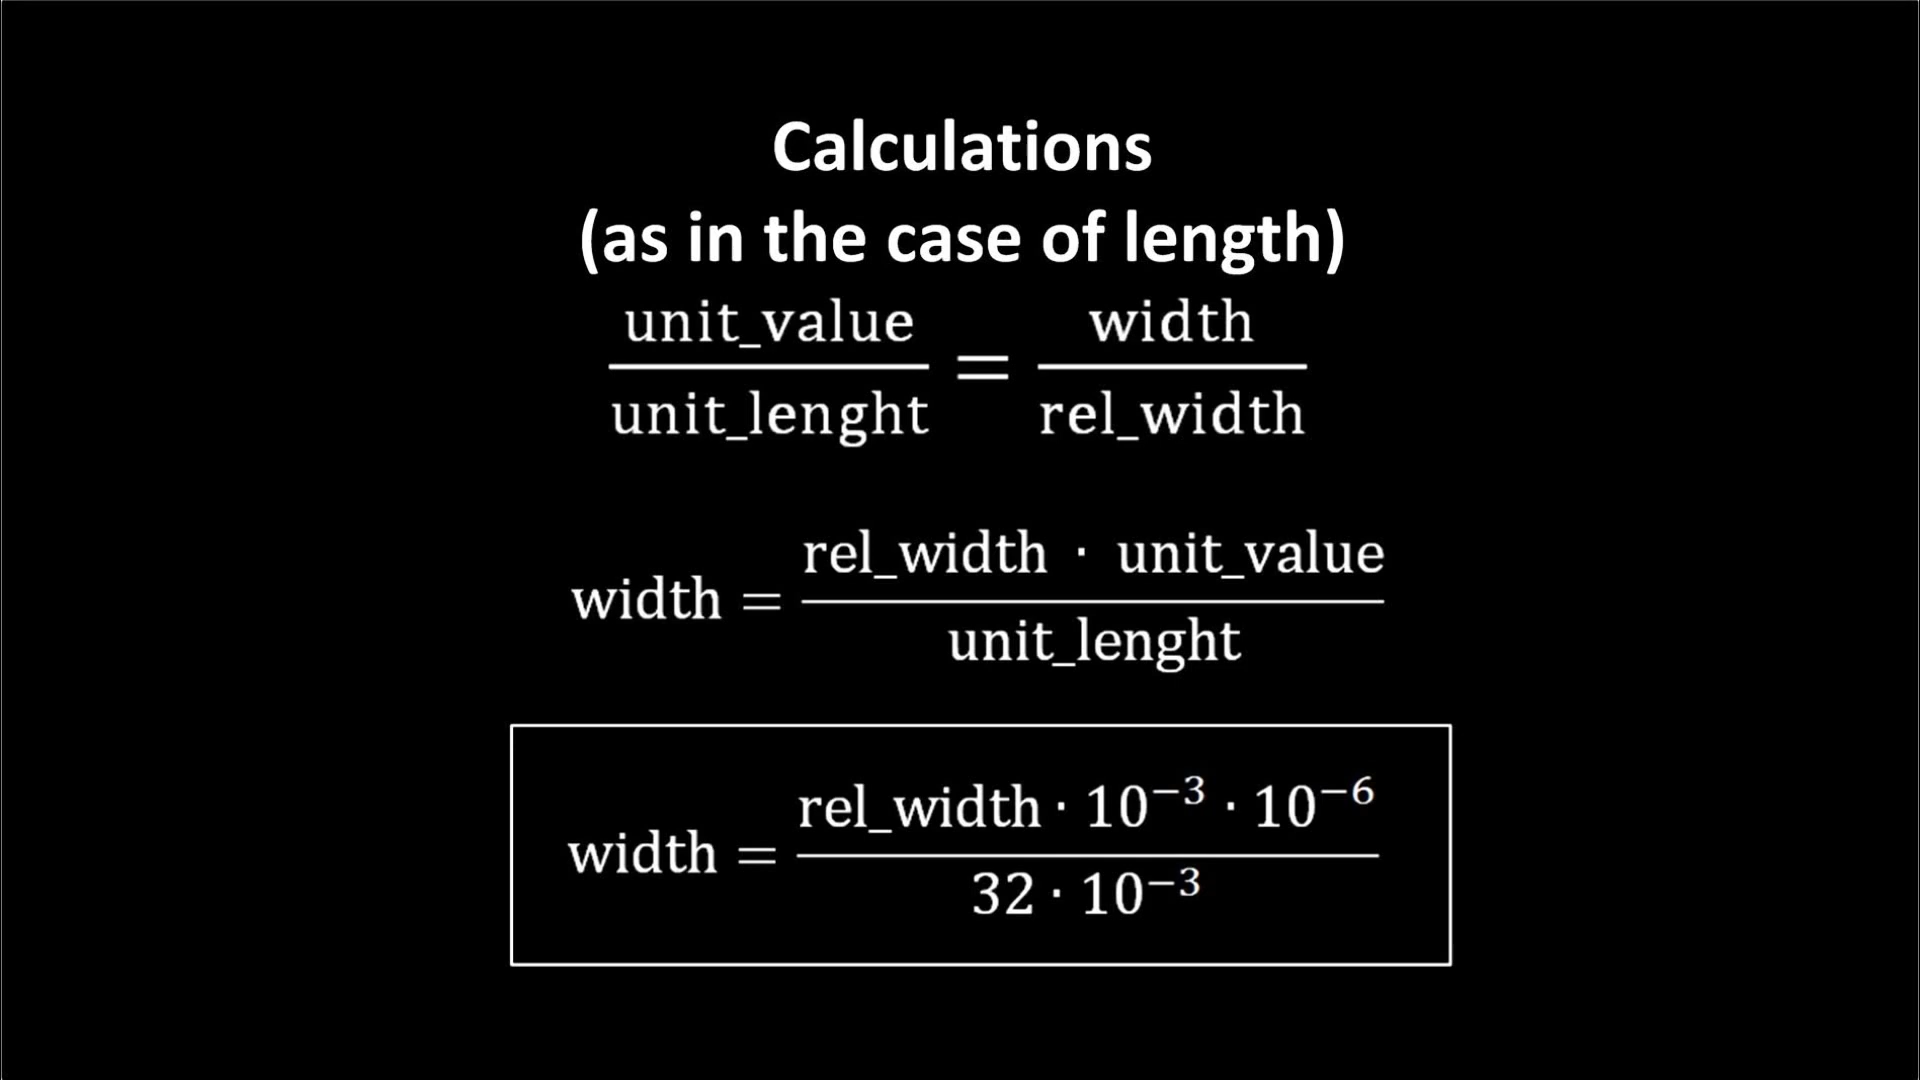 Calculations
(as in the case of length)
unit_value / unit_lenght = width / rel_width
width = rel_width · unit_value / unit_lenght
width = rel_width · 10⁻³ · 10⁻⁶ / 32 · 10⁻³